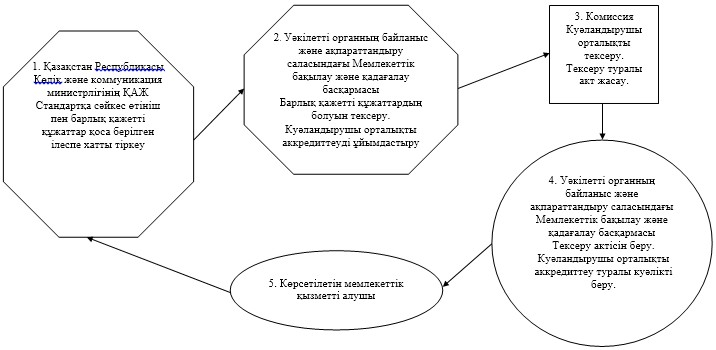 1. Қазақстан Республикасы
Көлік және коммуникация
министрлігінің ҚАЖ
Стандартқа сәйкес өтініш
пен барлық қажетті
құжаттар қоса берілген
ілеспе хатты тіркеу
2. Уәкілетті органның байланыс
және ақпараттандыру
саласындағы Мемлекеттік
бақылау және қадағалау
басқармасы
Барлық қажетті құжаттардың
болуын тексеру.
Куәландырушы орталықты
аккредиттеуді ұйымдастыру
3. Комиссия
Куәландырушы
орталықты
тексеру.
Тексеру туралы
акт жасау.
4. Уәкілетті органның
байланыс және
ақпараттандыру саласындағы
Мемлекеттік бақылау және
қадағалау басқармасы
Тексеру актісін беру.
Куәландырушы орталықты
аккредиттеу туралы куәлікті
беру.
5. Көрсетілетін мемлекеттік
қызметті алушы